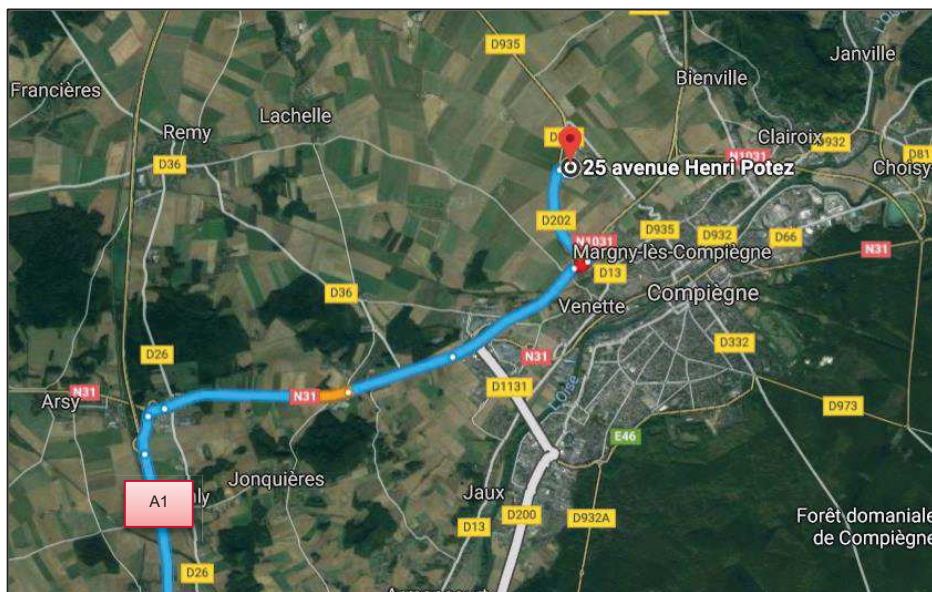 D935
Janville
Bienville
Francières
Lachelle
Remy
Clairoix
D932
N1031
D81
Choisy
D36
25 avenue Henri Potez
D202
D935
D932
D66
N1031
N31
Margny-lès-Compiègne
D13
D36
Compiègne
Venette
D332
D26
N31
D1131
L'Oise
N31
Arsy
N31
D973
E46
Jonquières
A1
Jaux
D200
D932A
D13
Forêt domaniale
de Compiègne
D26